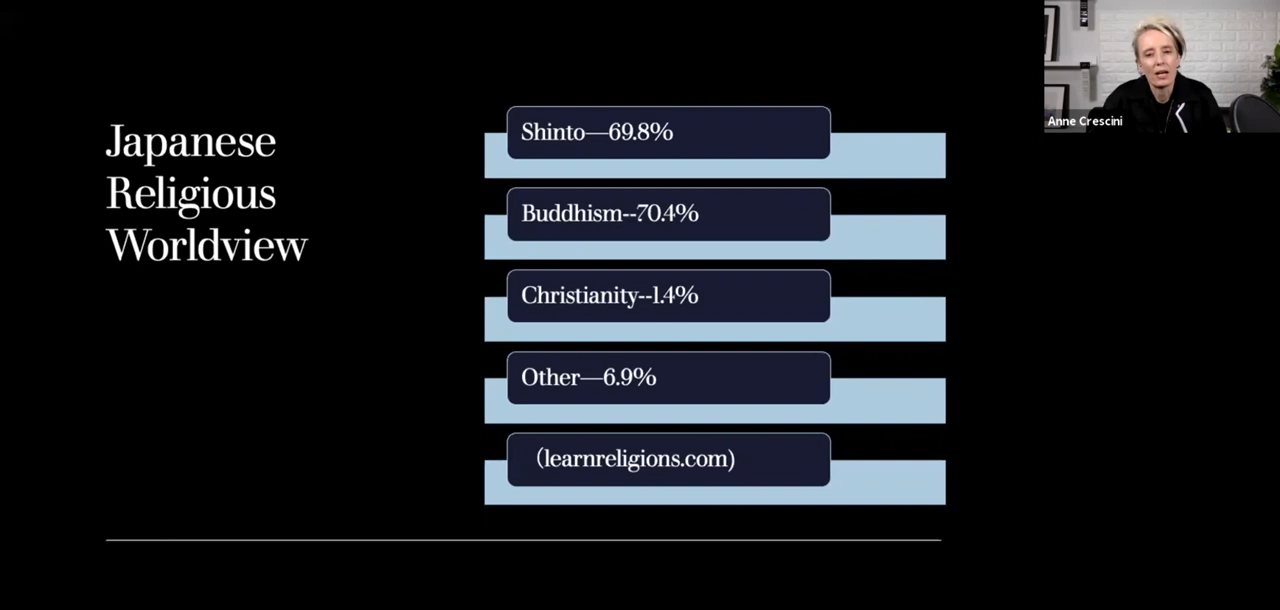 Japanese
Religious
Worldview
Shinto—69.8%
Buddhism--70.4%
Christianity--1.4%
Other—6.9%
(learnreligions.com)
Anne Crescini